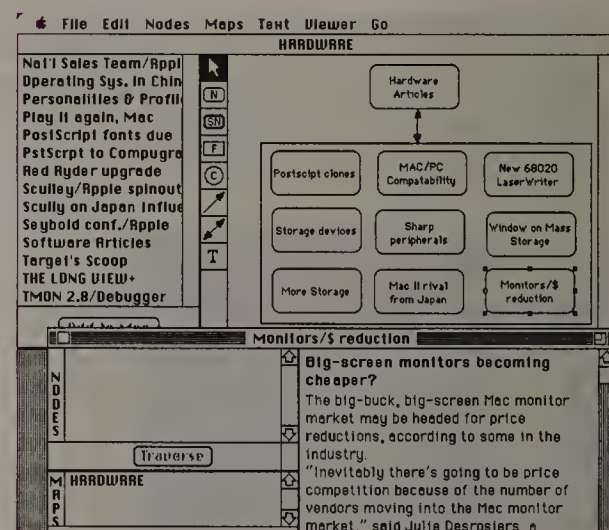 File Edit Nodes Maps Text Viewer Go
HARDWARE
Nat'l Sales Team/Appl
Operating Sys. in Chin
Personalities & Profil
Play it again, Mac
PostScript fonts due
PstScrpt to Compugra
Red Ryder upgrade
Sculley/Apple spinout
Scully on Japan influe
Seybold conf./Apple
Software Articles
Target's Scoop
THE LONG VIEW+
TMON 2.8/Debugger
N
SN
F
C
T
Hardware
Articles
Postscipt clones
MAC/PC
Compatability
New 68020
LaserWriter
Storage devices
Sharp
peripherals
Window on Mass
Storage
More Storage
Mac II rival
from Japan
Monitors/$
reduction
Monitors/$ reduction
NODES
Traverse
MAPS
HARDWARE
Big-screen monitors becoming
cheaper?
The big-buck, big-screen Mac monitor
market may be headed for price
reductions, according to some in the
industry.
"Inevitably there's going to be price
competition because of the number of
vendors moving into the Mac monitor
market," said Julie Desrosiers, a